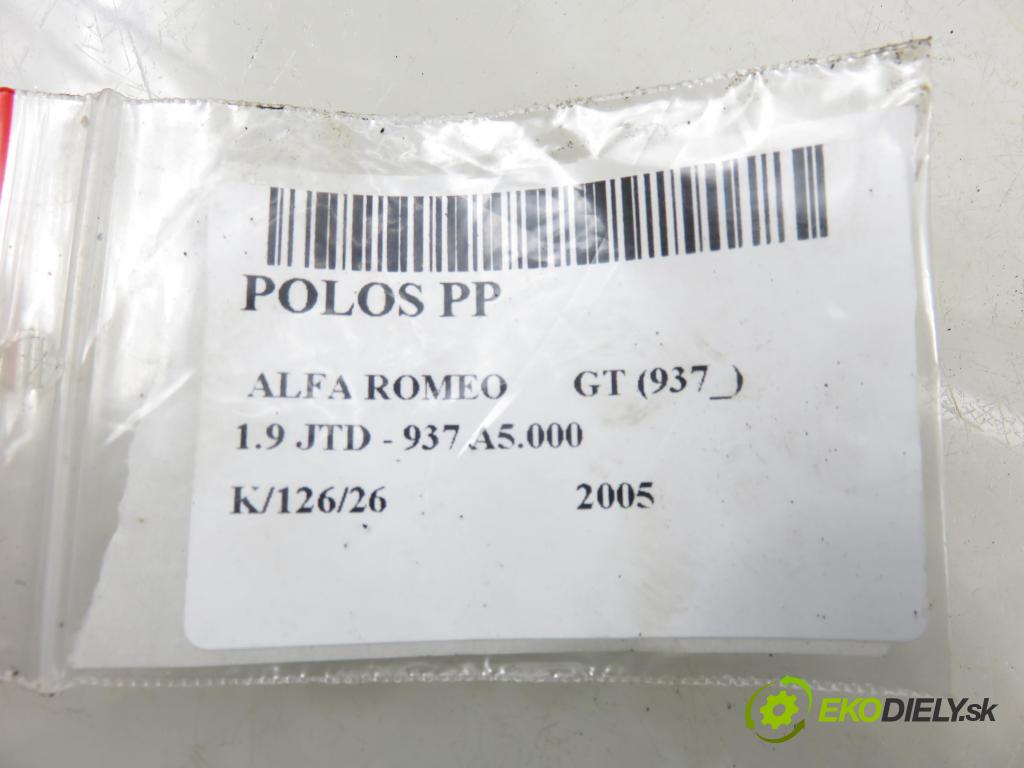 POLOS PP
ALFA ROMEO GT (937_)
1.9 JTD - 937 A5.000
K/126/26 2005
EKODIELY.sk